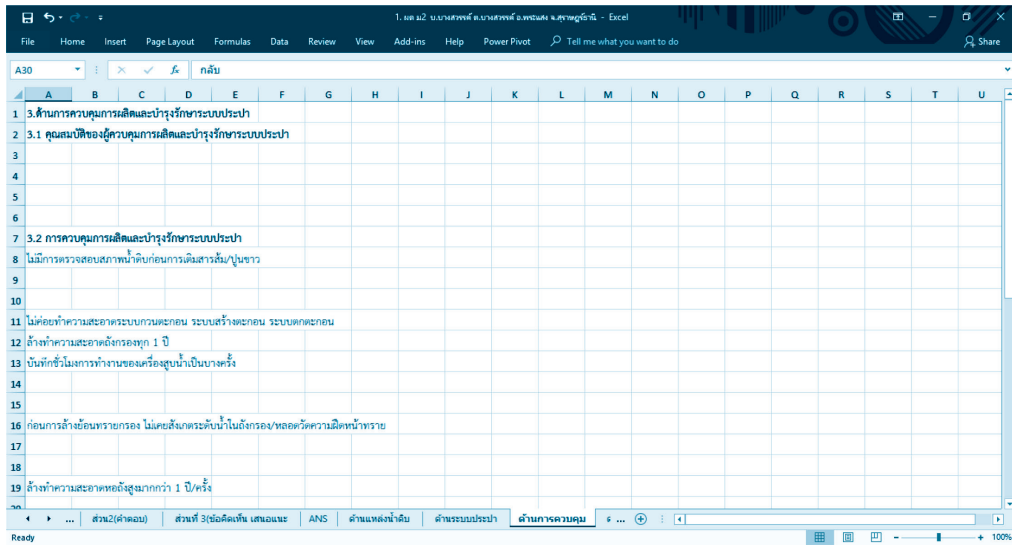 1. ผต ม2 บ.บางสวรรค์ ต.บางสวรรค์ อ.พระแสง จ.สุราษฎร์ธานี - Excel
File Home Insert Page Layout Formulas Data Review View Add-ins Help Power Pivot Tell me what you want to do Share
A30 fx กลับ
A B C D E F G H I J K L M N O P Q R S T U
1 3.ด้านการควบคุมการผลิตและบำรุงรักษาระบบประปา
2 3.1 คุณสมบัติของผู้ควบคุมการผลิตและบำรุงรักษาระบบประปา
3
4
5
6
7 3.2 การควบคุมการผลิตและบำรุงรักษาระบบประปา
8 ไม่มีการตรวจสอบสภาพน้ำดิบก่อนการเติมสารส้ม/ปูนขาว
9
10
11 ไม่ค่อยทำความสะอาดระบบกวนตะกอน ระบบสร้างตะกอน ระบบตกตะกอน
12 ล้างทำความสะอาดถังกรองทุก 1 ปี
13 บันทึกชั่วโมงการทำงานของเครื่องสูบน้ำเป็นบางครั้ง
14
15
16 ก่อนการล้างย้อนทรายกรอง ไม่เคยสังเกตระดับน้ำในถังกรอง/หลอดวัดความฝืดหน้าทราย
17
18
19 ล้างทำความสะอาดหอถังสูงมากกว่า 1 ปี/ครั้ง
20
... ส่วน2(คำตอบ) ส่วนที่ 3(ข้อคิดเห็น เสนอแนะ ANS ด้านแหล่งน้ำดิบ ด้านระบบประปา ด้านการควบคุม ...
Ready 100%